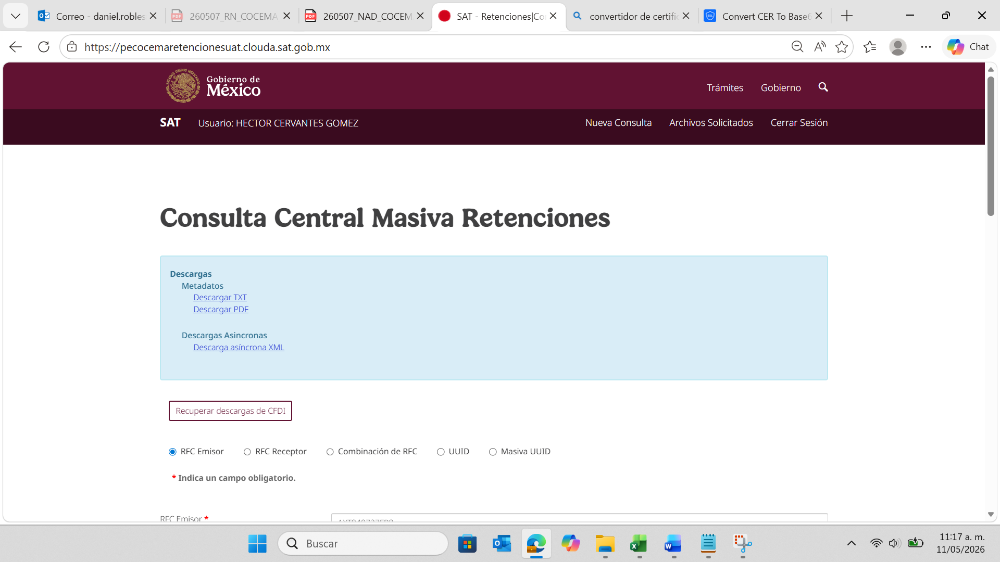 Correo - daniel.robles
260507_RN_COCEMA
260507_NAD_COCEM
SAT - Retenciones|Co
convertidor de certific
Convert CER To Base6
https://pecocemaretencionesuat.clouda.sat.gob.mx
Chat
Gobierno de
México
Trámites
Gobierno
SAT
Usuario: HECTOR CERVANTES GOMEZ
Nueva Consulta
Archivos Solicitados
Cerrar Sesión
Consulta Central Masiva Retenciones
Descargas
Metadatos
Descargar TXT
Descargar PDF
Descargas Asincronas
Descarga asíncrona XML
Recuperar descargas de CFDI
RFC Emisor
RFC Receptor
Combinación de RFC
UUID
Masiva UUID
* Indica un campo obligatorio.
RFC Emisor *
Buscar
11:17 a. m.
11/05/2026